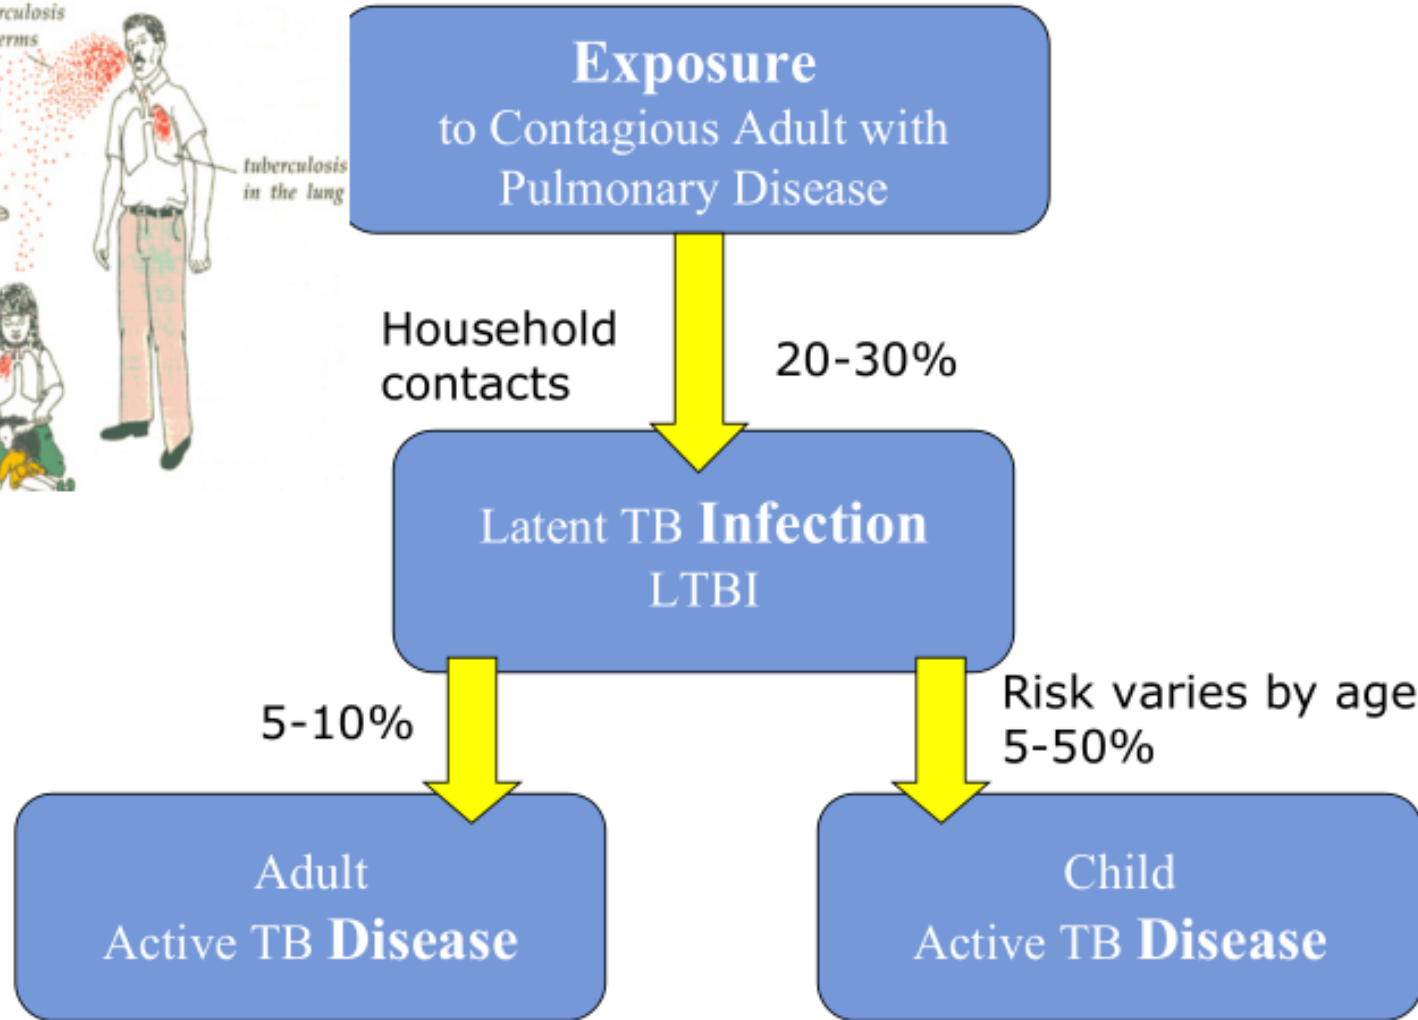 tuberculosis
in the lung
Exposure
to Contagious Adult with
Pulmonary Disease
Household
contacts
20-30%
Latent TB Infection
LTBI
5-10%
Risk varies by age
5-50%
Adult
Active TB Disease
Child
Active TB Disease